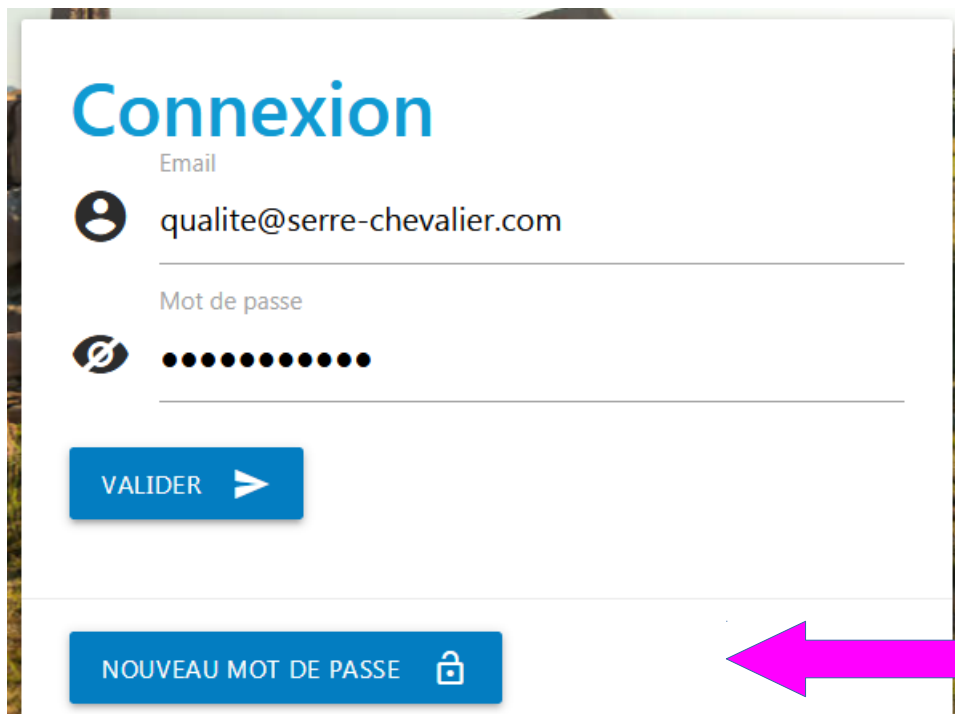 Connexion
Email
qualite@serre-chevalier.com
Mot de passe
●●●●●●●●●●●
VALIDER
NOUVEAU MOT DE PASSE